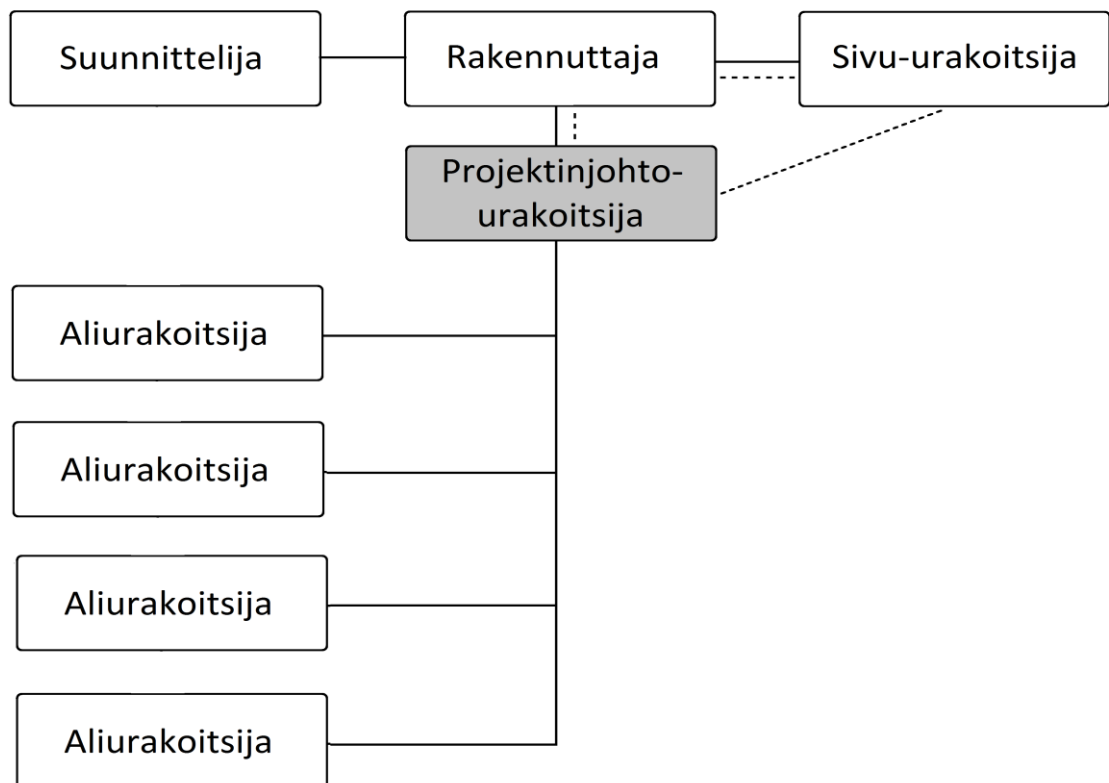 Suunnittelija
Rakennuttaja
Sivu-urakoitsija
Projektinjohto-
urakoitsija
Aliurakoitsija
Aliurakoitsija
Aliurakoitsija
Aliurakoitsija